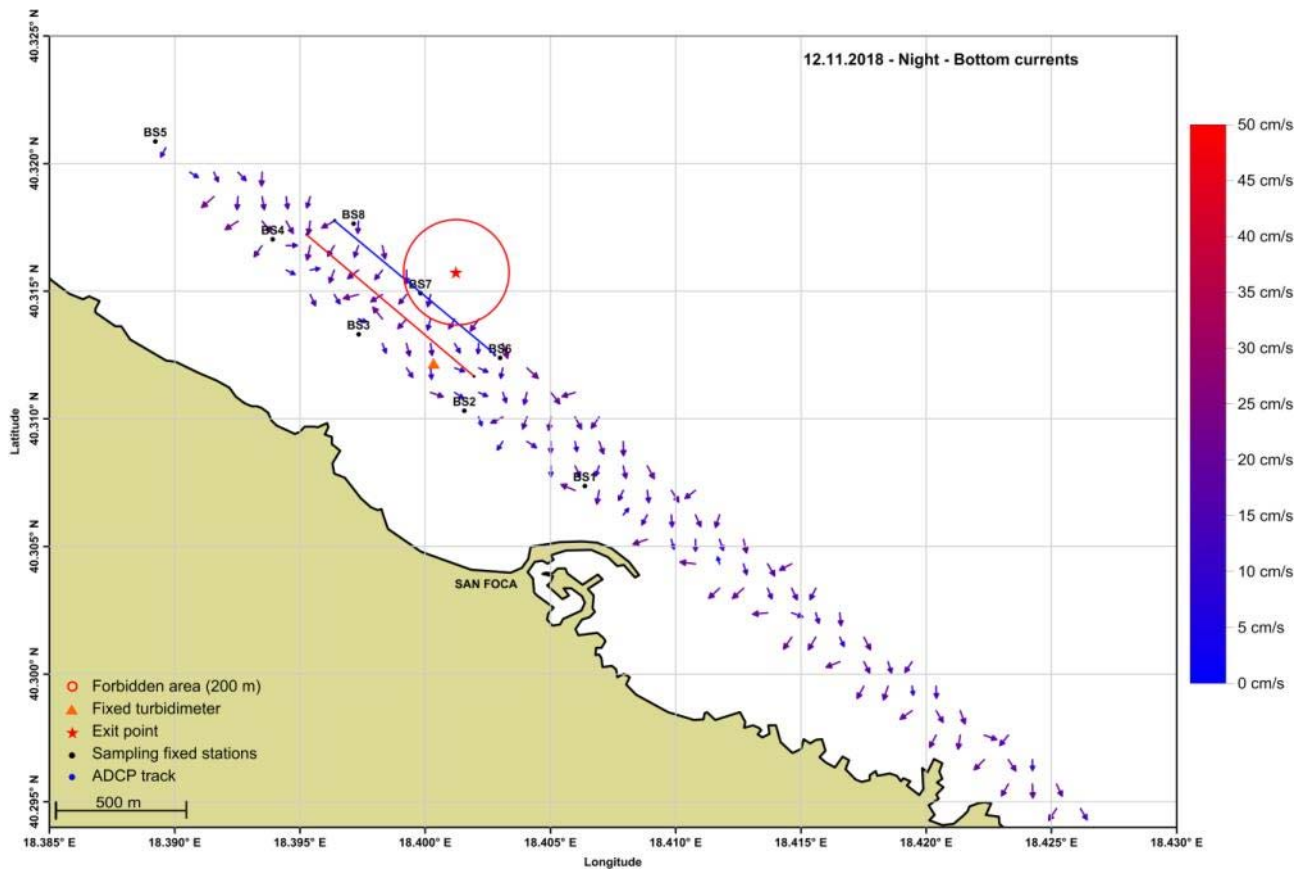 12.11.2018 - Night - Bottom currents
40.325° N
40.320° N
40.315° N
40.310° N
40.305° N
40.300° N
40.295° N
Latitude
BS5
BS8
BS4
BS7
BS3
BS6
BS2
BS1
SAN FOCA
Forbidden area (200 m)
Fixed turbidimeter
Exit point
Sampling fixed stations
ADCP track
500 m
18.385° E 18.390° E 18.395° E 18.400° E 18.405° E 18.410° E 18.415° E 18.420° E 18.425° E 18.430° E
Longitude
50 cm/s
45 cm/s
40 cm/s
35 cm/s
30 cm/s
25 cm/s
20 cm/s
15 cm/s
10 cm/s
5 cm/s
0 cm/s